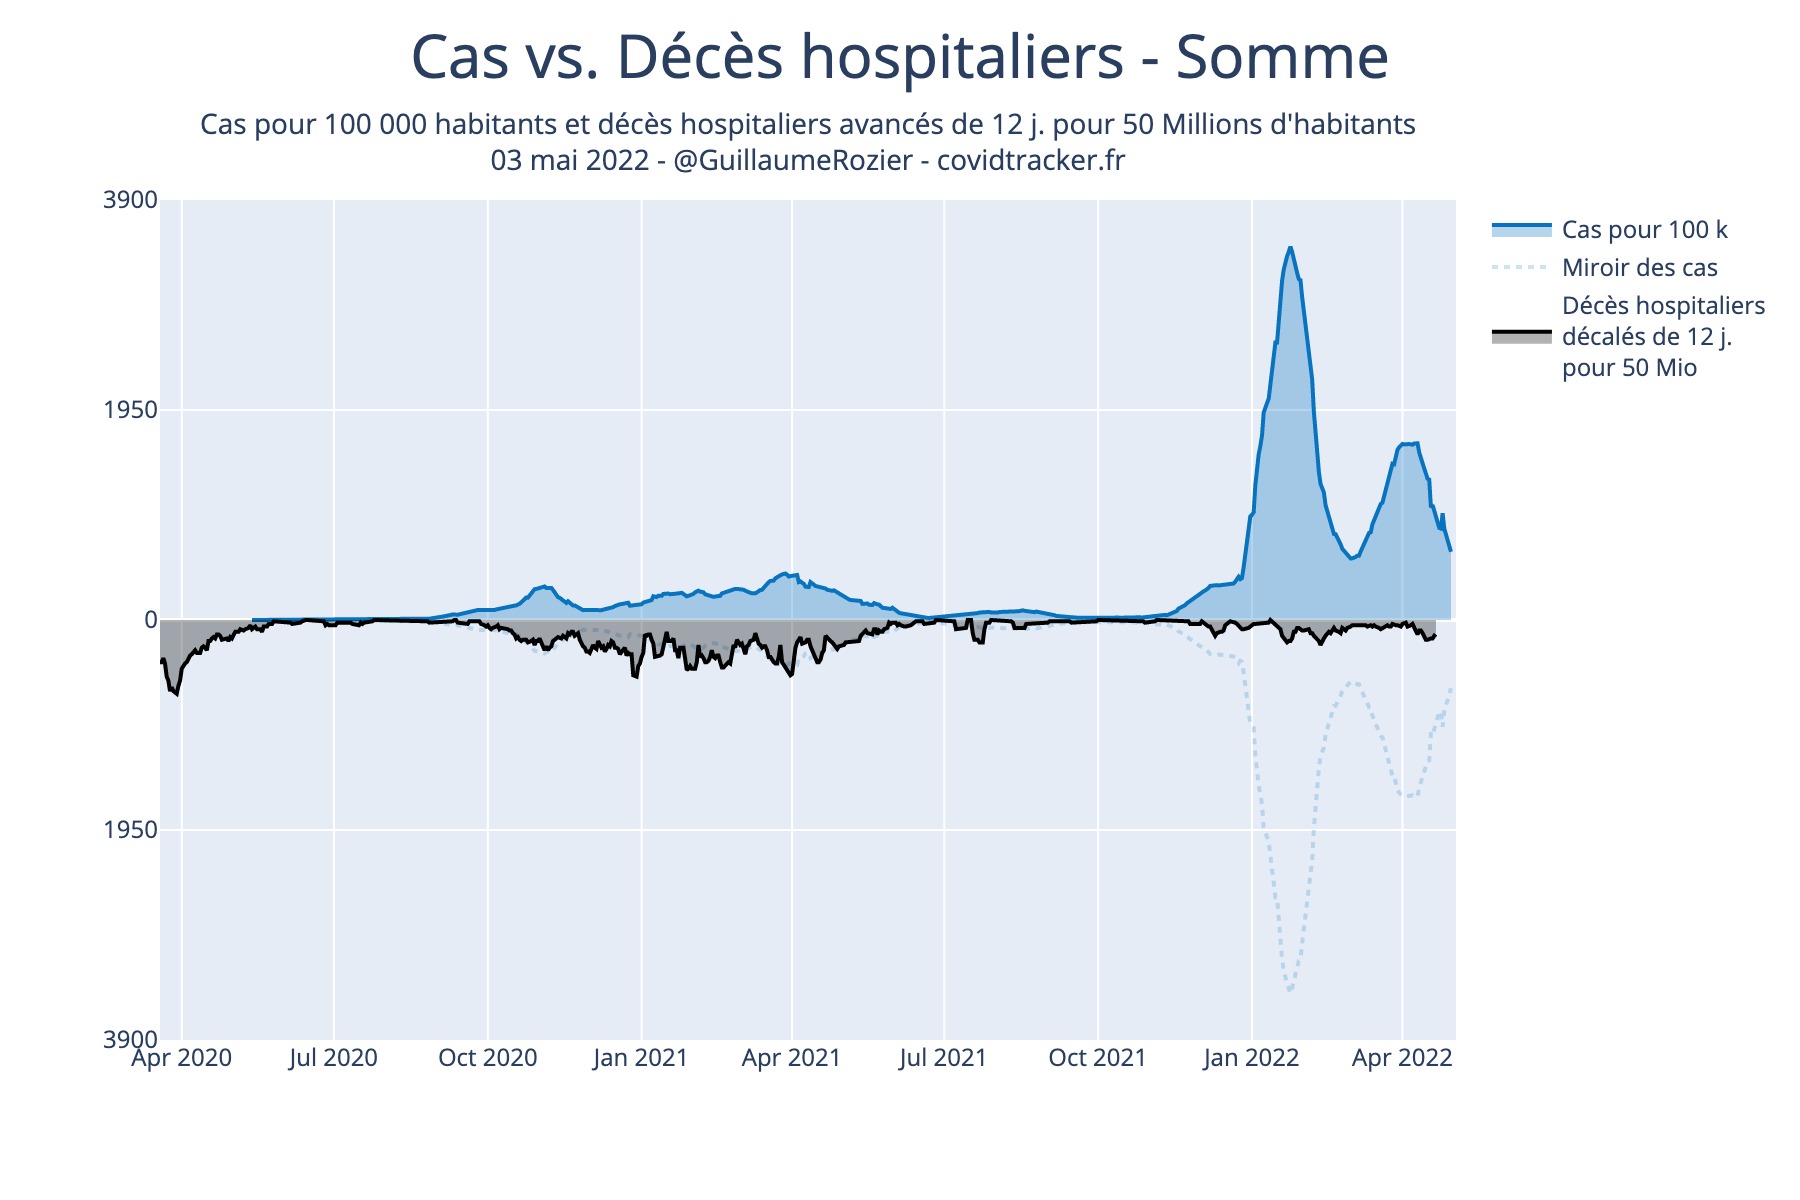 Cas vs. Décès hospitaliers - Somme
Cas pour 100 000 habitants et décès hospitaliers avancés de 12 j. pour 50 Millions d'habitants
03 mai 2022 - @GuillaumeRozier - covidtracker.fr
3900
1950
0
1950
3900
Apr 2020
Jul 2020
Oct 2020
Jan 2021
Apr 2021
Jul 2021
Oct 2021
Jan 2022
Apr 2022
Cas pour 100 k
Miroir des cas
Décès hospitaliers
décalés de 12 j.
pour 50 Mio